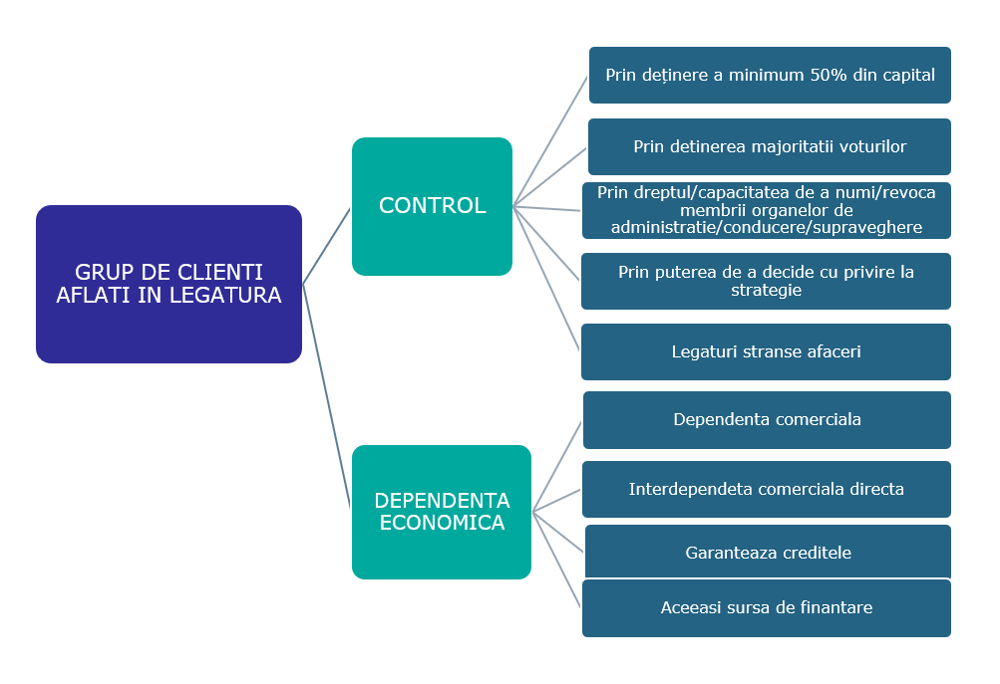 GRUP DE CLIENTI
AFLATI IN LEGATURA
CONTROL
Prin deținere a minimum 50% din capital
Prin detinerea majoritatii voturilor
Prin dreptul/capacitatea de a numi/revoca
membrii organelor de
administratie/conducere/supraveghere
Prin puterea de a decide cu privire la
strategie
Legaturi stranse afaceri
DEPENDENTA
ECONOMICA
Dependenta comerciala
Interdependeta comerciala directa
Garanteaza creditele
Aceeasi sursa de finantare